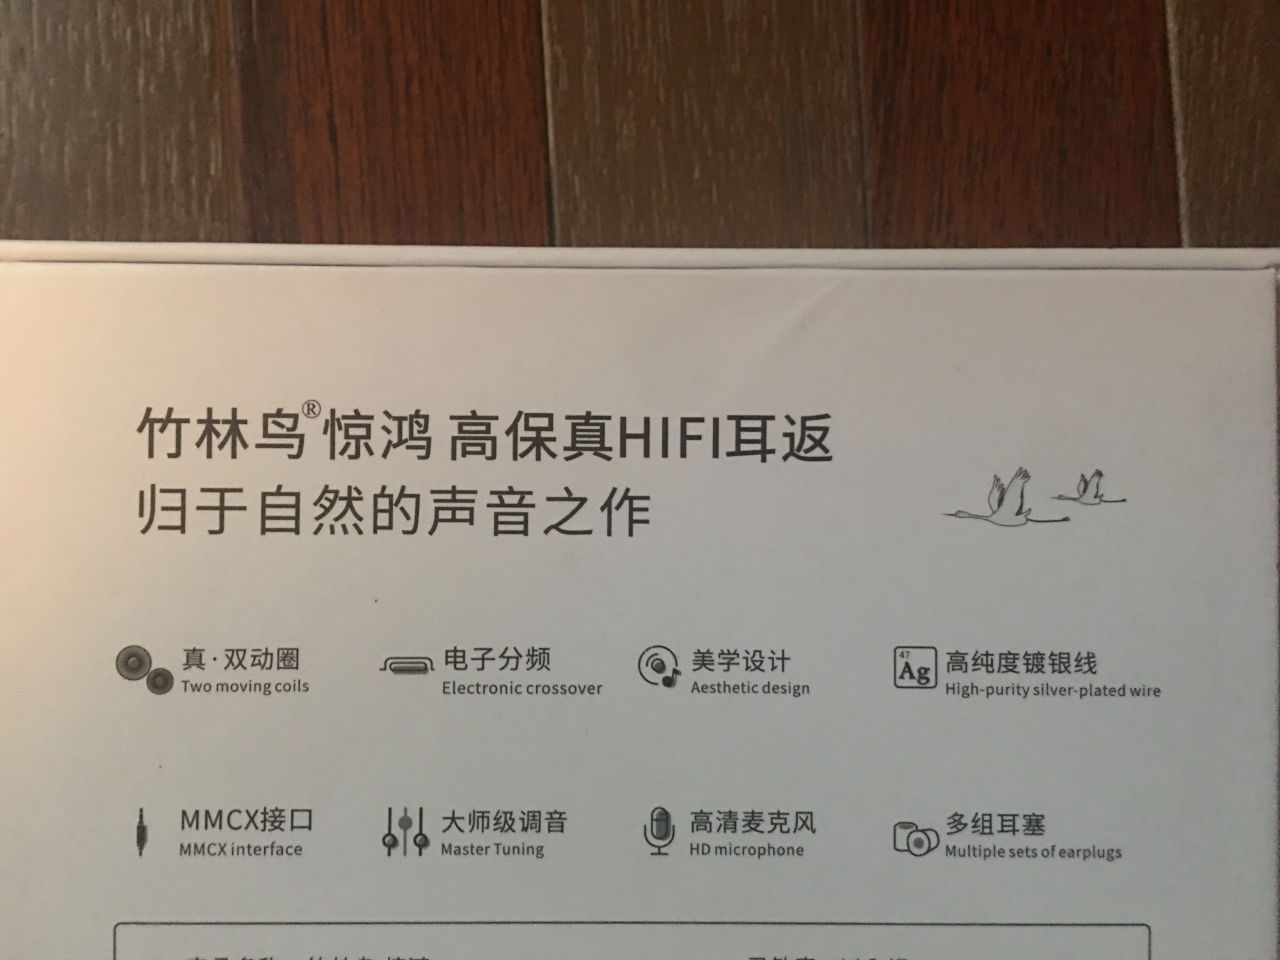 竹林鸟®惊鸿 高保真HIFI耳返
归于自然的声音之作
真·双动圈
Two moving coils
电子分频
Electronic crossover
美学设计
Aesthetic design
47
Ag
高纯度镀银线
High-purity silver-plated wire
MMCX接口
MMCX interface
大师级调音
Master Tuning
高清麦克风
HD microphone
多组耳塞
Multiple sets of earplugs